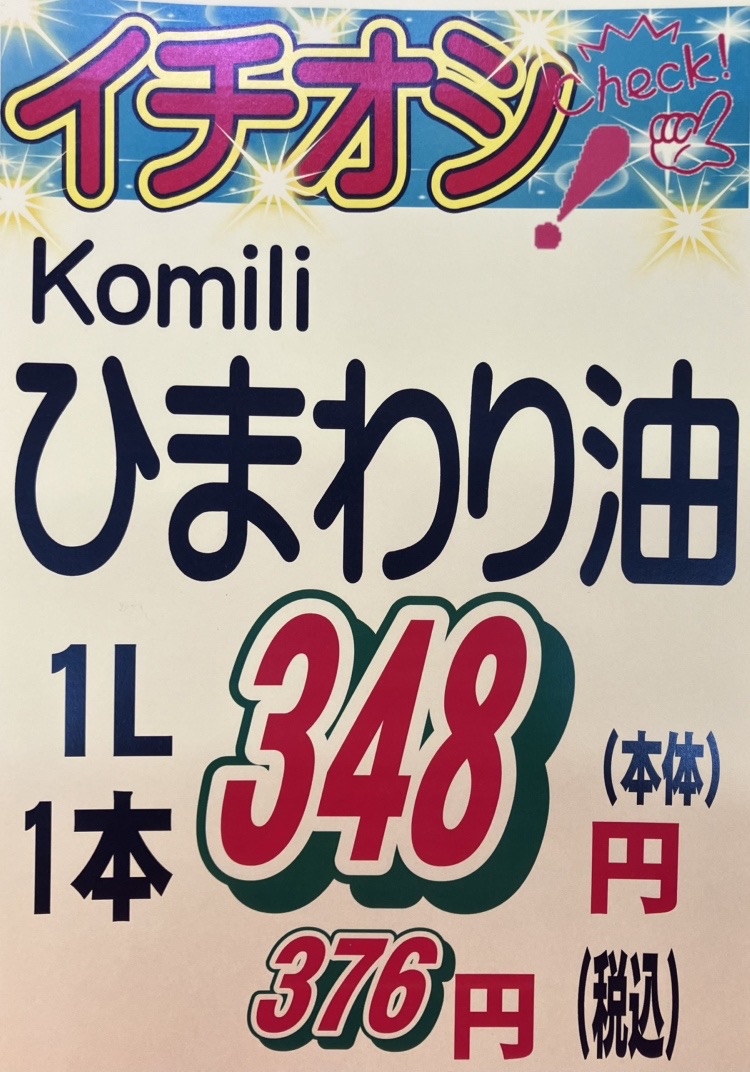 イチオシ
Check!
!
Komili
ひまわり油
1L
1本
348
(本体)
円
376円
(税込)